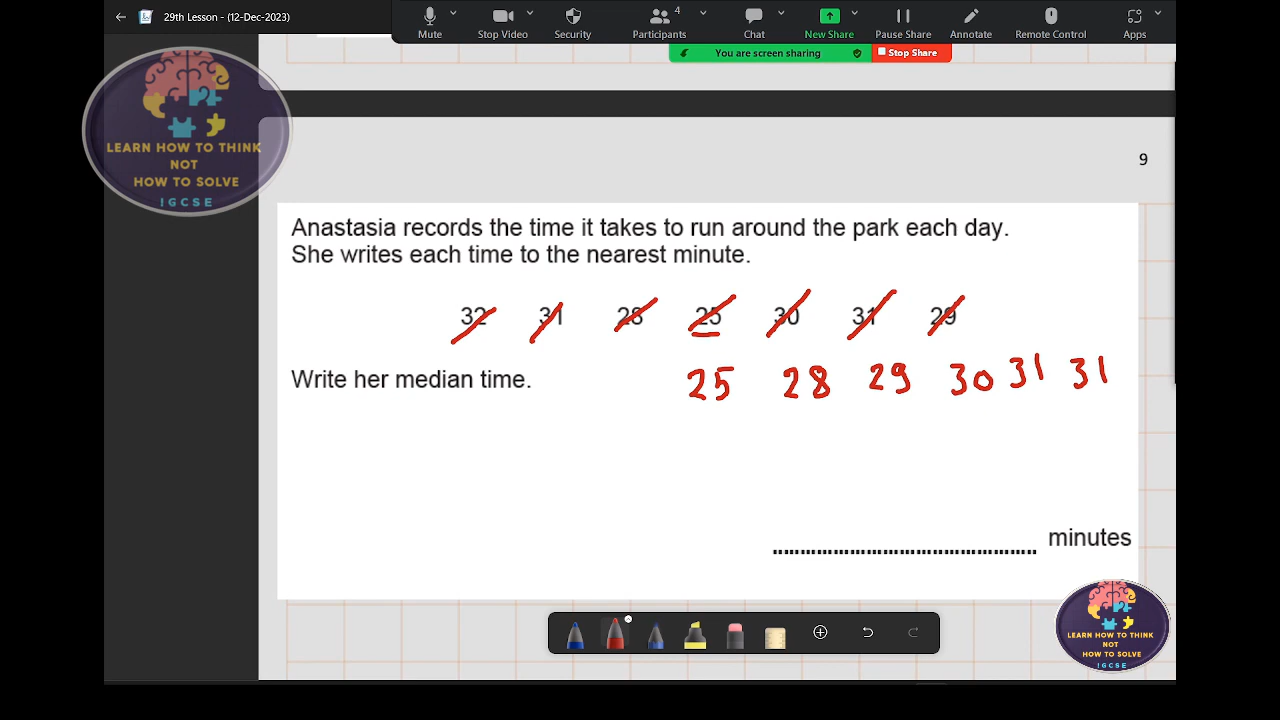 29th Lesson - (12-Dec-2023)
4
Mute Stop Video Security Participants Chat New Share Pause Share Annotate Remote Control Apps
You are screen sharing Stop Share
LEARN HOW TO THINK
NOT
HOW TO SOLVE
IGCSE
9
Anastasia records the time it takes to run around the park each day.
She writes each time to the nearest minute.
32 31 28 25 30 31 29
Write her median time. 25 28 29 30 31 31
minutes
LEARN HOW TO THINK
NOT
HOW TO SOLVE
IGCSE